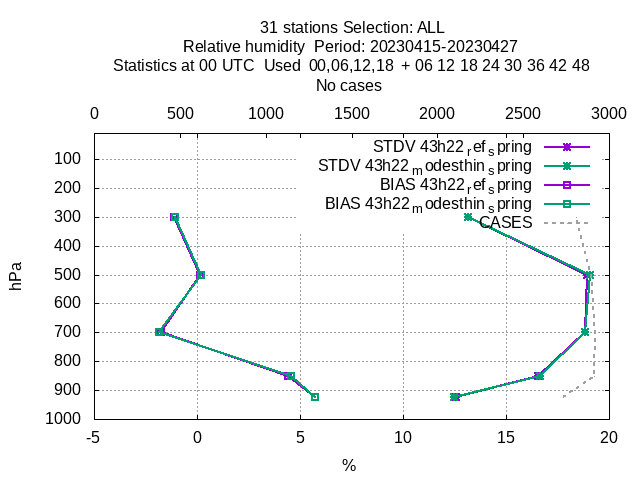 31 stations Selection: ALL
Relative humidity  Period: 20230415-20230427
Statistics at 00 UTC  Used  00,06,12,18  + 06 12 18 24 30 36 42 48
No cases
0 500 1000 1500 2000 2500 3000
STDV 43h22_ref_spring
STDV 43h22_modesthin_spring
BIAS 43h22_ref_spring
BIAS 43h22_modesthin_spring
CASES
100
200
300
400
500
600
700
800
900
1000
hPa
-5 0 5 10 15 20
%